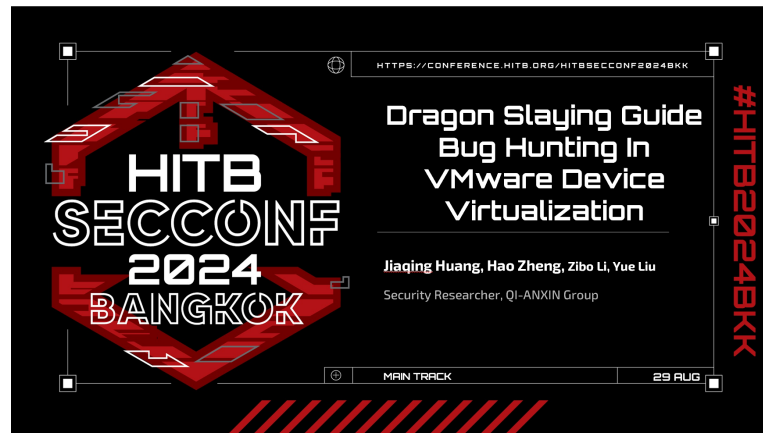 HTTPS://CONFERENCE.HITB.ORG/HITBSECCONF2024BKK
Dragon Slaying Guide
Bug Hunting In
VMware Device
Virtualization
HITB
SECCONF
2024
BANGKOK
Jiaqing Huang, Hao Zheng, Zibo Li, Yue Liu
Security Researcher, QI-ANXIN Group
MAIN TRACK
29 AUG
#HITB2024BKK